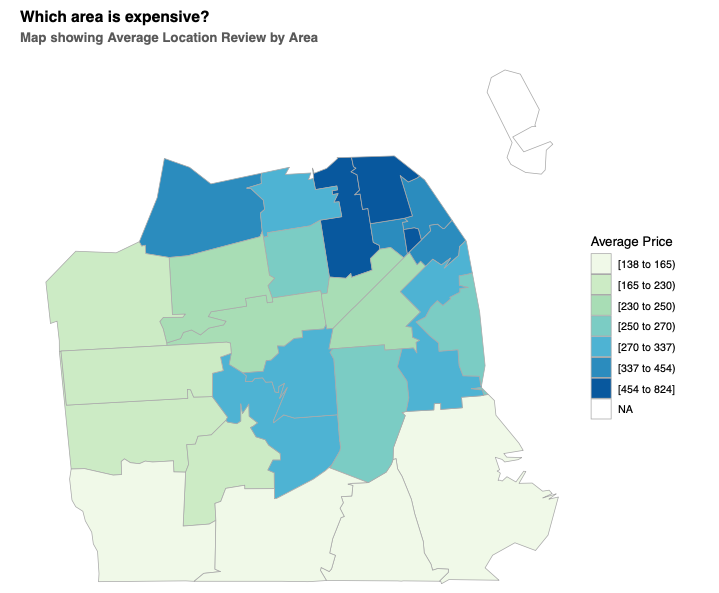 Which area is expensive?
Map showing Average Location Review by Area
Average Price
[138 to 165)
[165 to 230)
[230 to 250)
[250 to 270)
[270 to 337)
[337 to 454)
[454 to 824]
NA